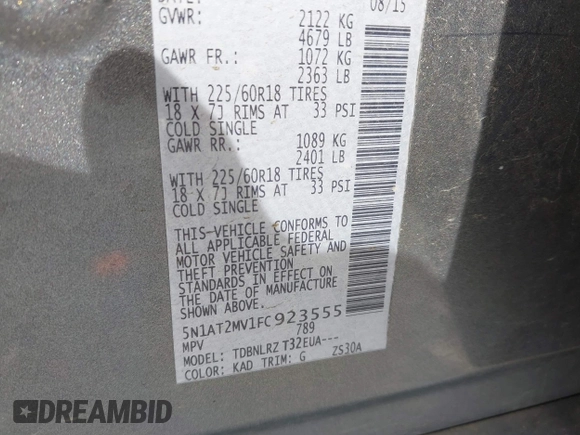 08/15
GVWR: 2122 KG
4679 LB
GAWR FR.: 1072 KG
2363 LB
WITH 225/60R18 TIRES
18 X 7J RIMS AT 33 PSI
COLD SINGLE
GAWR RR.: 1089 KG
2401 LB
WITH 225/60R18 TIRES
18 X 7J RIMS AT 33 PSI
COLD SINGLE
THIS-VEHICLE CONFORMS TO
ALL APPLICABLE FEDERAL
MOTOR VEHICLE SAFETY AND
THEFT PREVENTION
STANDARDS IN EFFECT ON
THE DATE OF MANUFACTURE
SHOWN ABOVE.
5N1AT2MV1FC923555
MPV 789
MODEL: TDBNLRZ T32EUA---
COLOR: KAD TRIM: G ZS30A
DREAMBID